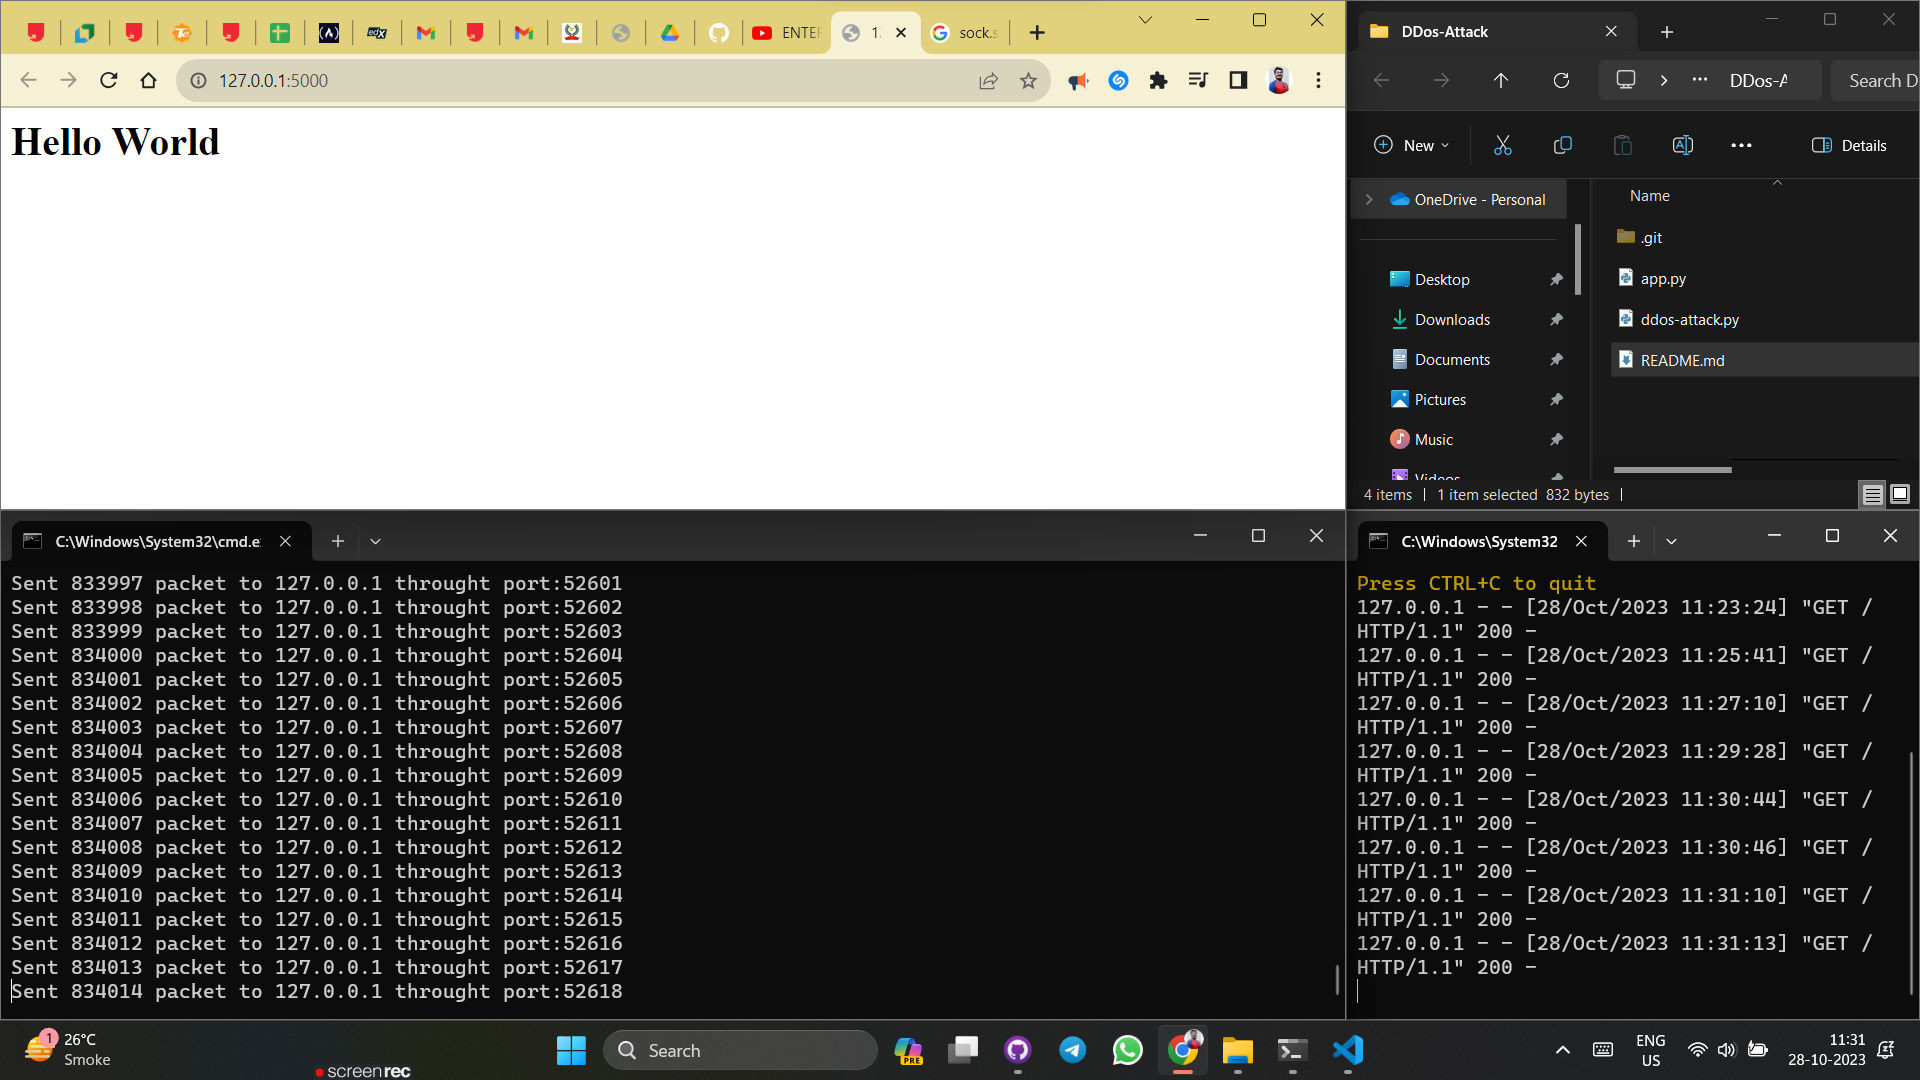 ENTER
1
sock.s
127.0.0.1:5000
Hello World
DDos-Attack
DDos-A
Search D
New
Details
OneDrive - Personal
Desktop
Downloads
Documents
Pictures
Music
Videos
Name
.git
app.py
ddos-attack.py
README.md
4 items
1 item selected 832 bytes
C:\Windows\System32\cmd.e
Sent 833997 packet to 127.0.0.1 throught port:52601
Sent 833998 packet to 127.0.0.1 throught port:52602
Sent 833999 packet to 127.0.0.1 throught port:52603
Sent 834000 packet to 127.0.0.1 throught port:52604
Sent 834001 packet to 127.0.0.1 throught port:52605
Sent 834002 packet to 127.0.0.1 throught port:52606
Sent 834003 packet to 127.0.0.1 throught port:52607
Sent 834004 packet to 127.0.0.1 throught port:52608
Sent 834005 packet to 127.0.0.1 throught port:52609
Sent 834006 packet to 127.0.0.1 throught port:52610
Sent 834007 packet to 127.0.0.1 throught port:52611
Sent 834008 packet to 127.0.0.1 throught port:52612
Sent 834009 packet to 127.0.0.1 throught port:52613
Sent 834010 packet to 127.0.0.1 throught port:52614
Sent 834011 packet to 127.0.0.1 throught port:52615
Sent 834012 packet to 127.0.0.1 throught port:52616
Sent 834013 packet to 127.0.0.1 throught port:52617
Sent 834014 packet to 127.0.0.1 throught port:52618
C:\Windows\System32
Press CTRL+C to quit
127.0.0.1 - - [28/Oct/2023 11:23:24] "GET /
HTTP/1.1" 200 -
127.0.0.1 - - [28/Oct/2023 11:25:41] "GET /
HTTP/1.1" 200 -
127.0.0.1 - - [28/Oct/2023 11:27:10] "GET /
HTTP/1.1" 200 -
127.0.0.1 - - [28/Oct/2023 11:29:28] "GET /
HTTP/1.1" 200 -
127.0.0.1 - - [28/Oct/2023 11:30:44] "GET /
HTTP/1.1" 200 -
127.0.0.1 - - [28/Oct/2023 11:30:46] "GET /
HTTP/1.1" 200 -
127.0.0.1 - - [28/Oct/2023 11:31:10] "GET /
HTTP/1.1" 200 -
127.0.0.1 - - [28/Oct/2023 11:31:13] "GET /
HTTP/1.1" 200 -
1
26°C
Smoke
screenrec
Search
PRE
ENG
US
11:31
28-10-2023